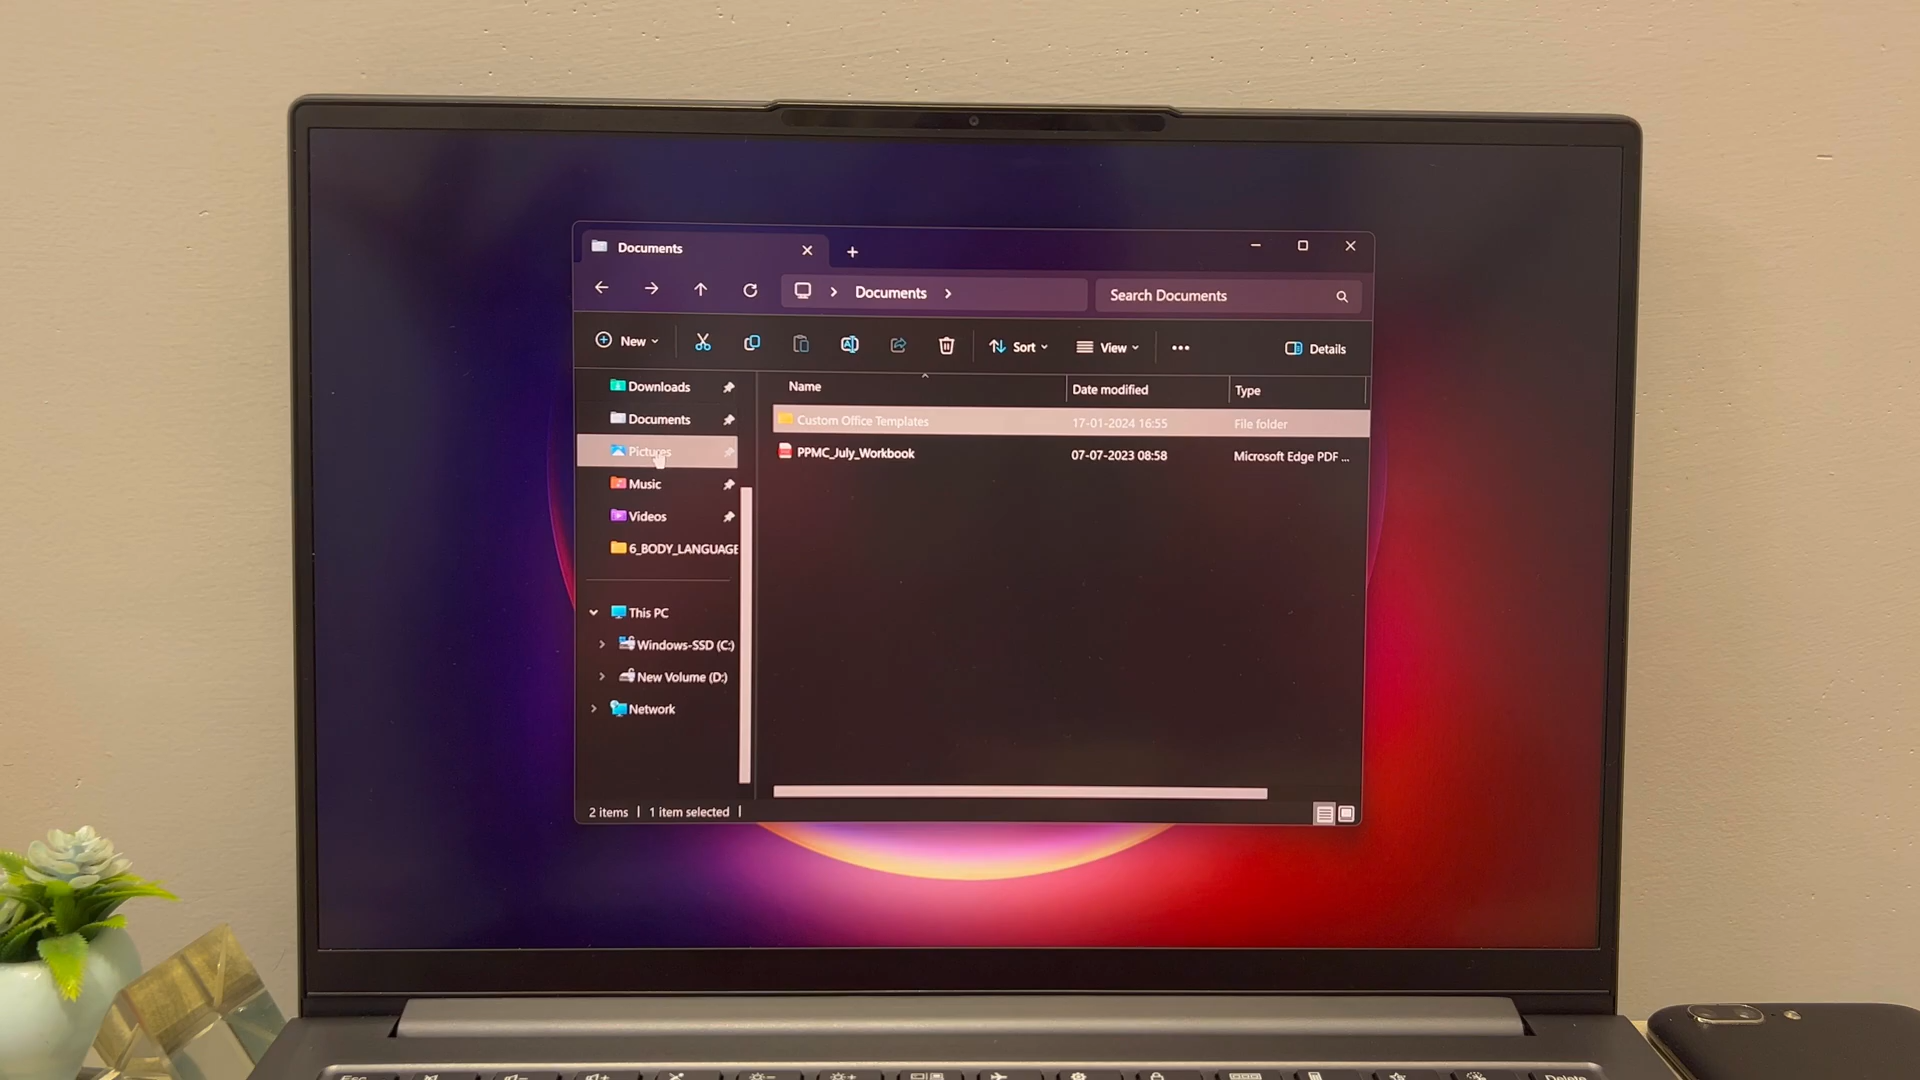 Documents
Documents
Search Documents
New
Sort
View
Details
Downloads
Documents
Pictures
Music
Videos
6_BODY_LANGUAGE
This PC
Windows-SSD (C:)
New Volume (D:)
Network
Name Date modified Type
Custom Office Templates 17-01-2024 16:55 File folder
PPMC_July_Workbook 07-07-2023 08:58 Microsoft Edge PDF ...
2 items | 1 item selected |
Esc Delete